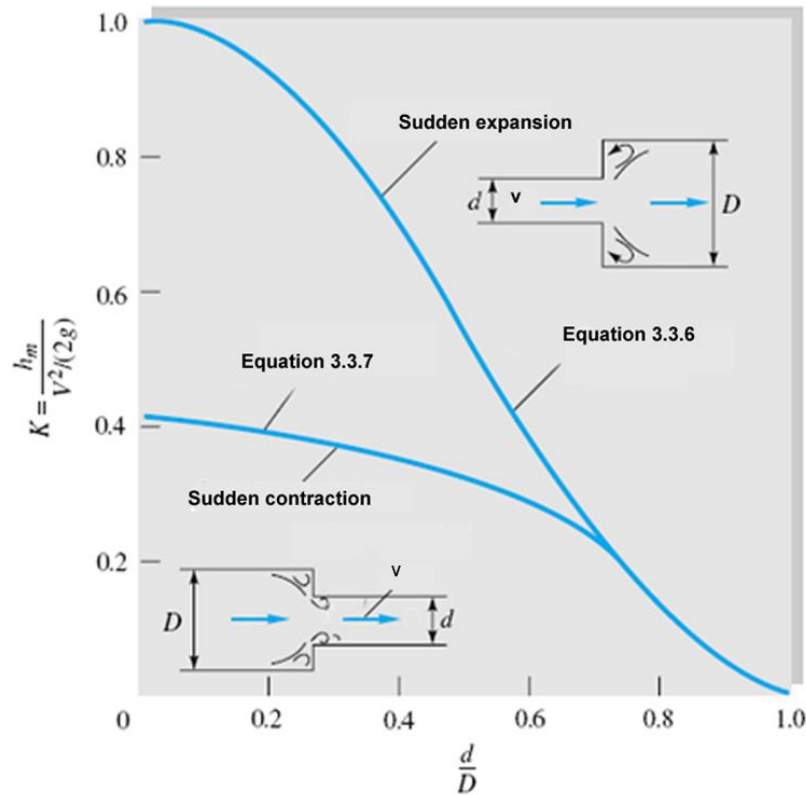 1.0
Sudden expansion
0.8
d
v
D
0.6
Equation 3.3.6
K = h_m / V²/(2g)
Equation 3.3.7
0.4
Sudden contraction
0.2
v
D
d
0
0.2
0.4
0.6
0.8
1.0
d
D